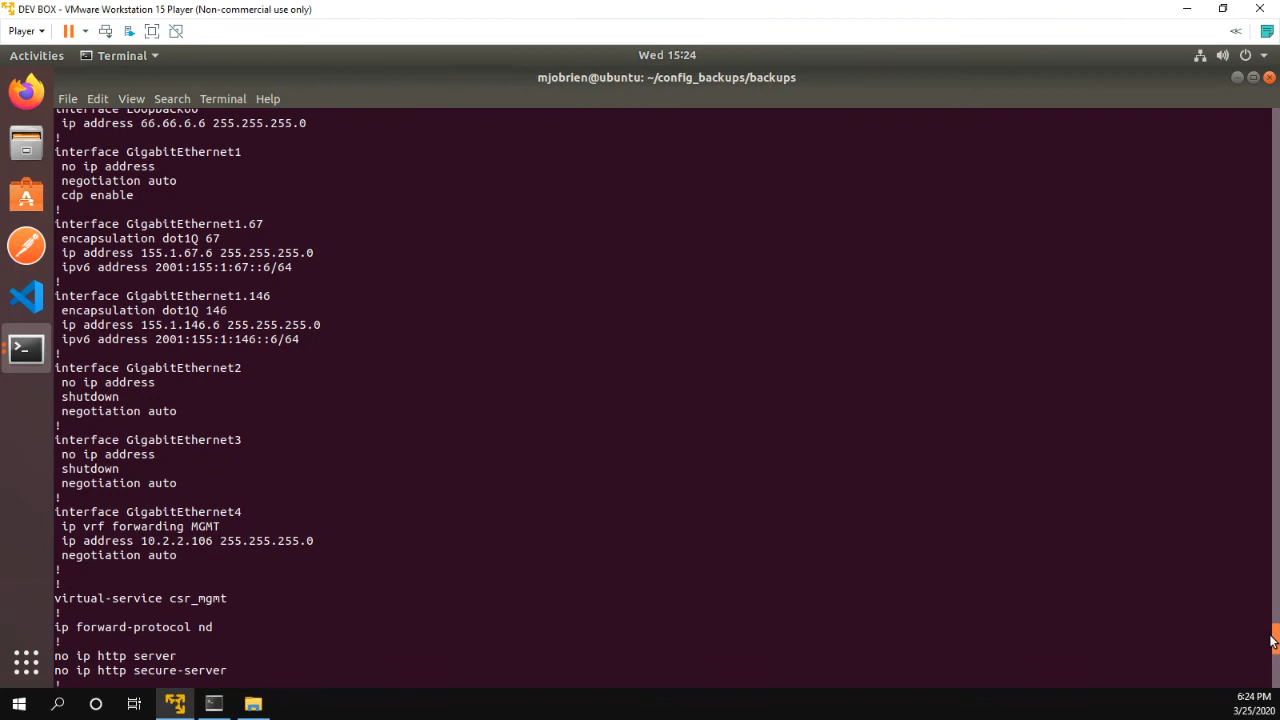 DEV BOX - VMware Workstation 15 Player (Non-commercial use only)
Player
Activities
Terminal
Wed 15:24
mjobrien@ubuntu: ~/config_backups/backups
File Edit View Search Terminal Help
interface Loopback66
 ip address 66.66.6.6 255.255.255.0
!
interface GigabitEthernet1
 no ip address
 negotiation auto
 cdp enable
!
interface GigabitEthernet1.67
 encapsulation dot1Q 67
 ip address 155.1.67.6 255.255.255.0
 ipv6 address 2001:155:1:67::6/64
!
interface GigabitEthernet1.146
 encapsulation dot1Q 146
 ip address 155.1.146.6 255.255.255.0
 ipv6 address 2001:155:1:146::6/64
!
interface GigabitEthernet2
 no ip address
 shutdown
 negotiation auto
!
interface GigabitEthernet3
 no ip address
 shutdown
 negotiation auto
!
interface GigabitEthernet4
 ip vrf forwarding MGMT
 ip address 10.2.2.106 255.255.255.0
 negotiation auto
!
!
virtual-service csr_mgmt
!
ip forward-protocol nd
!
no ip http server
no ip http secure-server
!
6:24 PM
3/25/2020